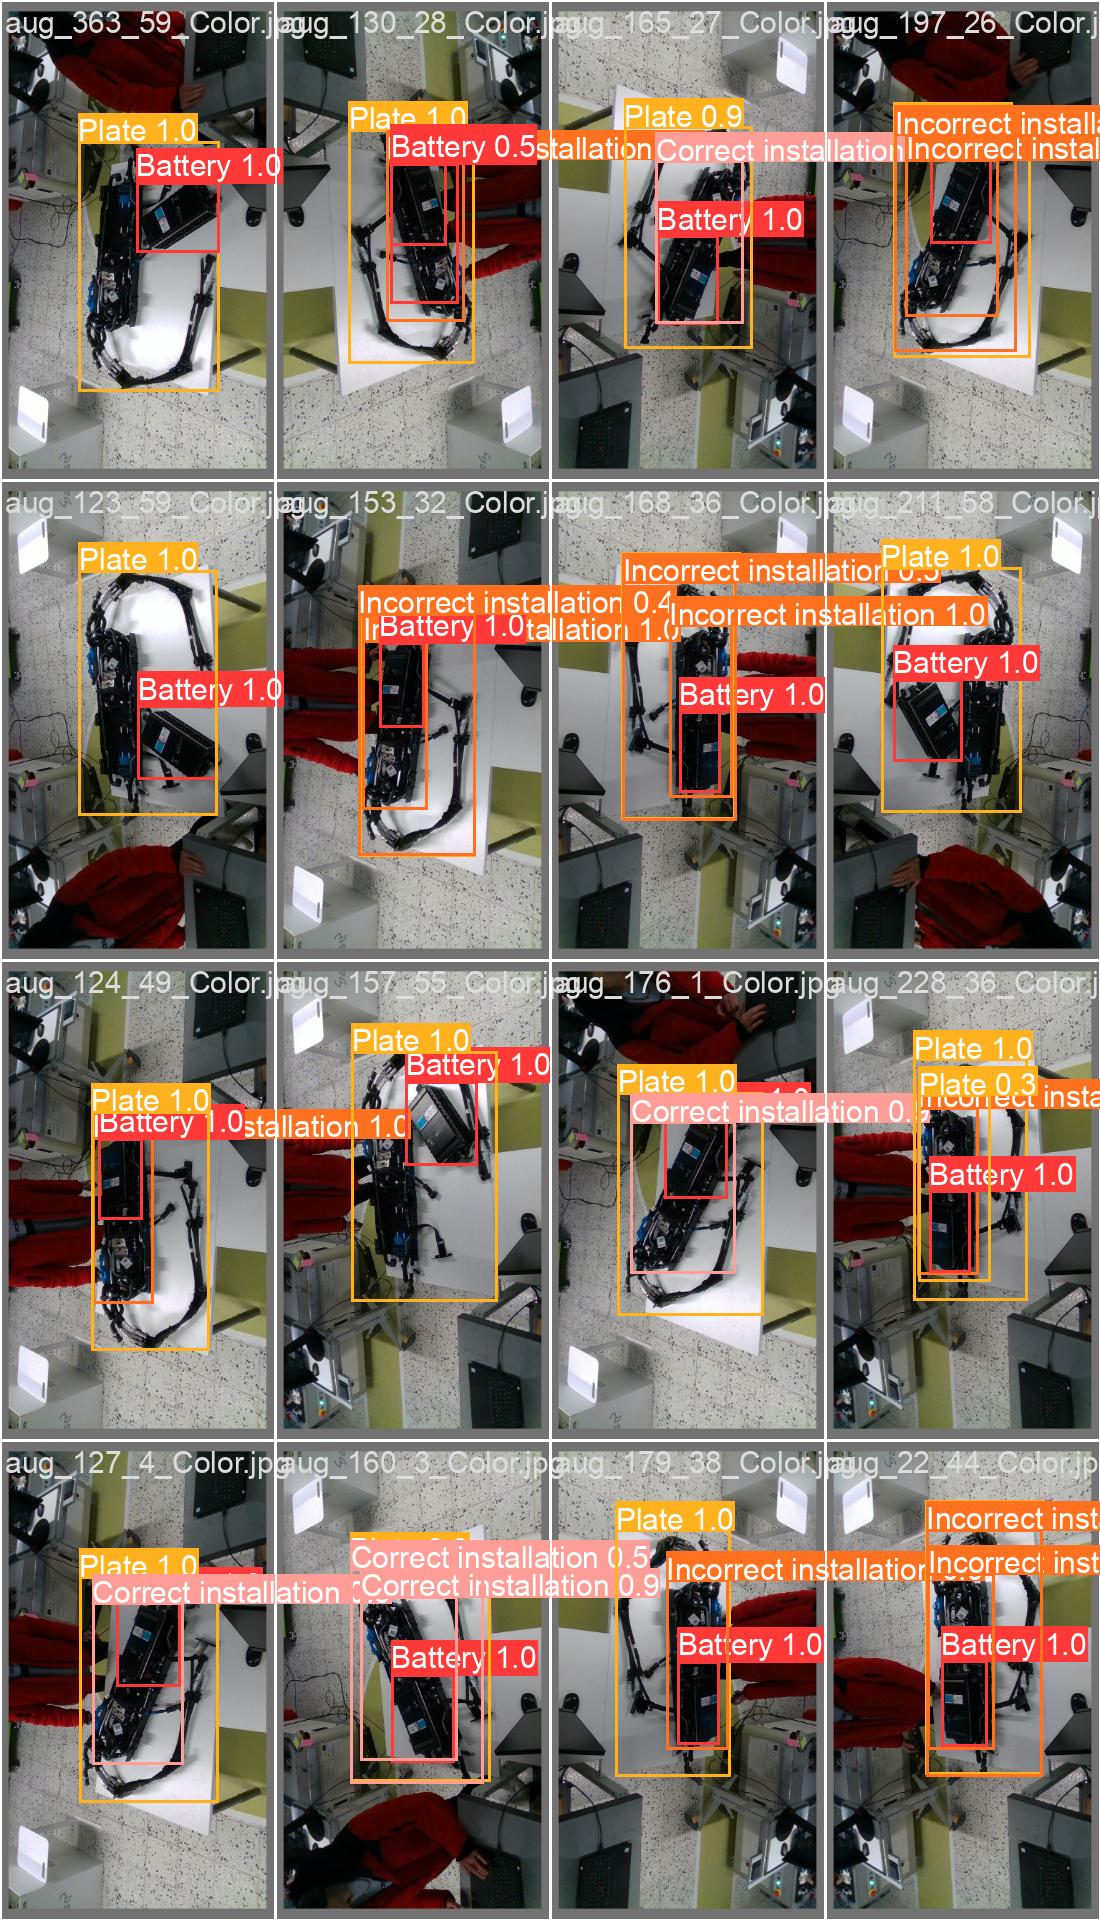 aug_363_59_Color.jpg
aug_130_28_Color.jpg
aug_165_27_Color.jpg
aug_197_26_Color.j
Plate 1.0
Battery 1.0
Plate 1.0
Battery 0.5
stallation
Plate 0.9
Correct installation
Battery 1.0
Incorrect installa
Incorrect instal
aug_123_59_Color.jpg
aug_153_32_Color.jpg
aug_168_36_Color.jpg
aug_211_58_Color.j
Plate 1.0
Battery 1.0
Incorrect installation 0.4
Battery 1.0
tallation 1.0
Incorrect installation 0.3
Incorrect installation 1.0
Battery 1.0
Plate 1.0
Battery 1.0
aug_124_49_Color.jpg
aug_157_55_Color.jpg
aug_176_1_Color.jpg
aug_228_36_Color.j
Plate 1.0
Battery 1.0
stallation 1.0
Plate 1.0
Battery 1.0
Plate 1.0
Correct installation 0.
Plate 1.0
Plate 0.3
Incorrect insta
Battery 1.0
aug_127_4_Color.jpg
aug_160_3_Color.jpg
aug_179_38_Color.jpg
aug_22_44_Color.jp
Plate 1.0
Correct installation
Correct installation 0.5
Correct installation 0.9
Battery 1.0
Plate 1.0
Incorrect installation
Battery 1.0
Incorrect inst
Incorrect inst
Battery 1.0